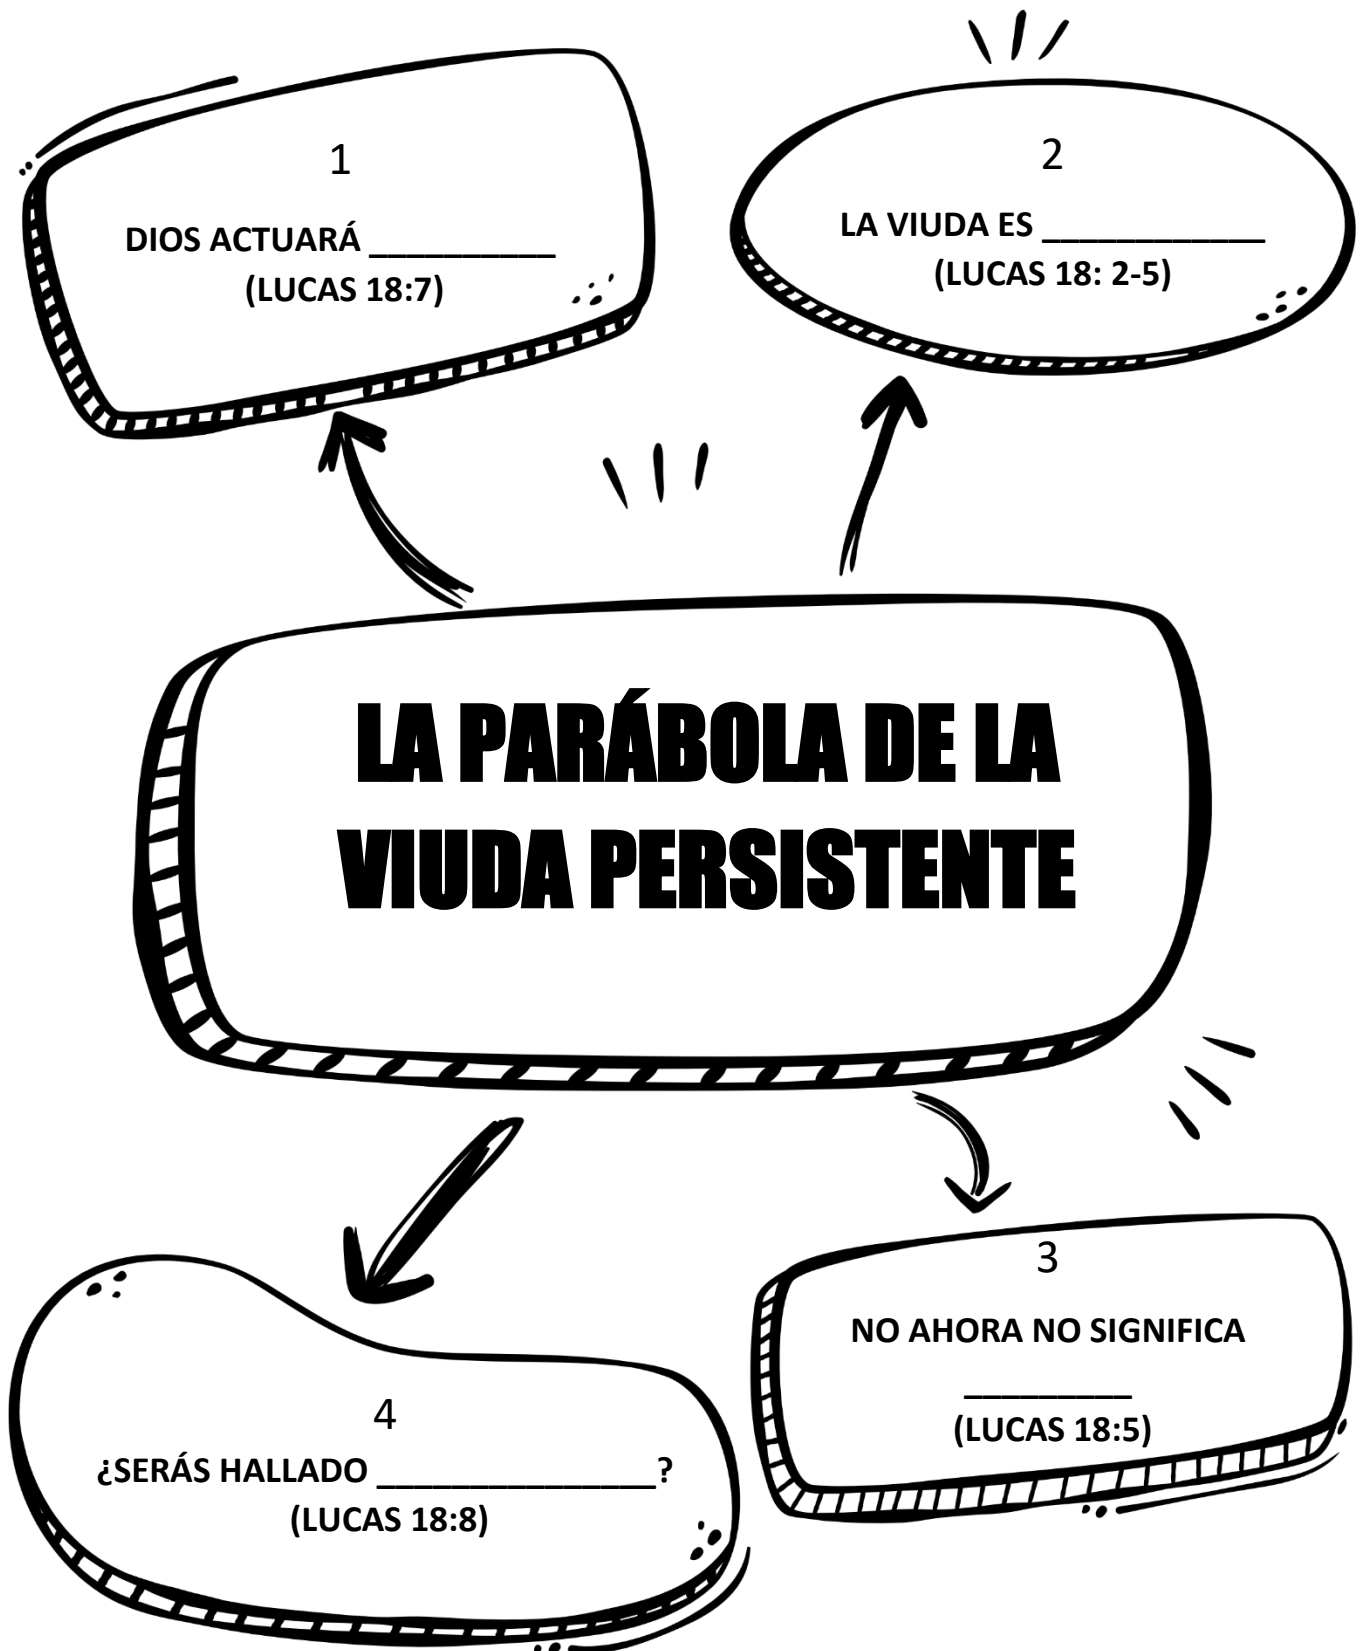 1
DIOS ACTUARÁ __________
(LUCAS 18:7)
2
LA VIUDA ES ____________
(LUCAS 18: 2-5)
LA PARÁBOLA DE LA
VIUDA PERSISTENTE
3
NO AHORA NO SIGNIFICA
_________
(LUCAS 18:5)
4
¿SERÁS HALLADO _______________?
(LUCAS 18:8)